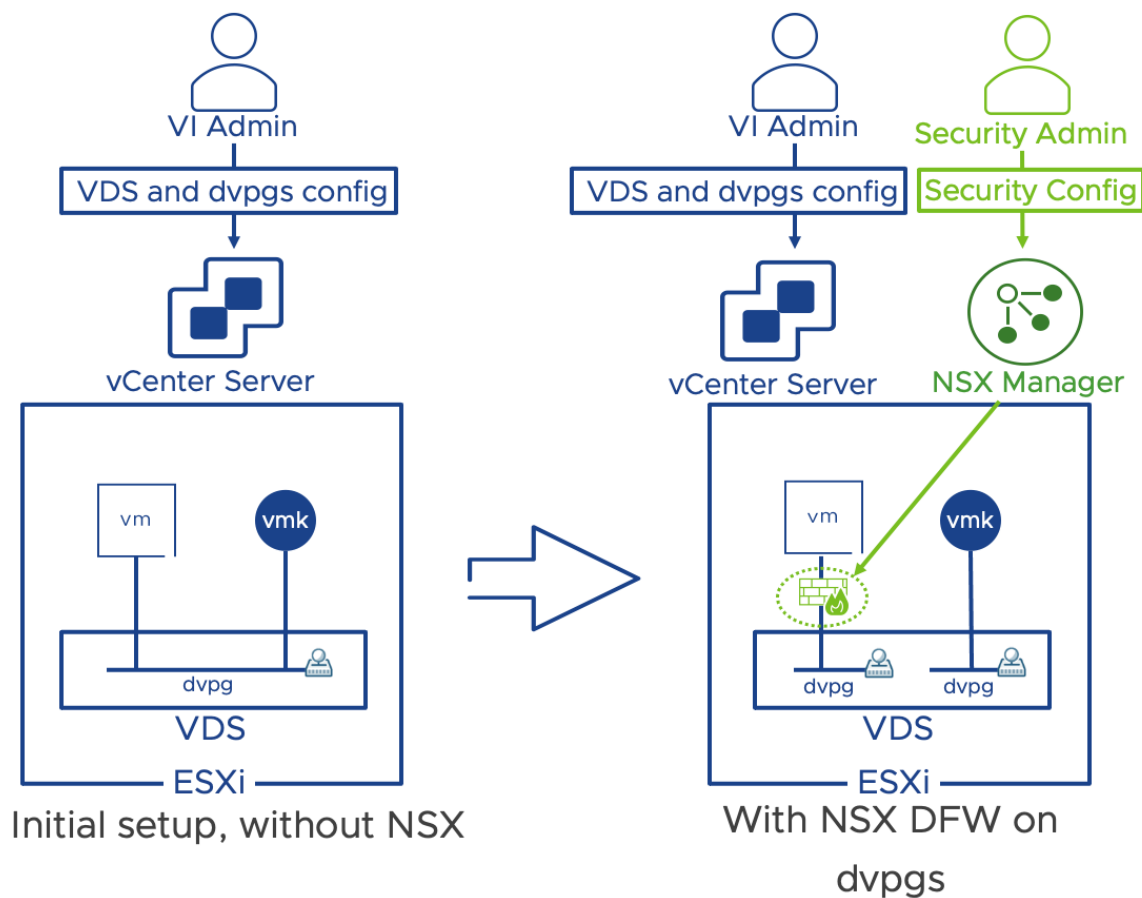 VI Admin
VDS and dvpgs config
vCenter Server
vm
vmk
dvpg
VDS
ESXi
Initial setup, without NSX
VI Admin
Security Admin
VDS and dvpgs config
Security Config
vCenter Server
NSX Manager
vm
vmk
dvpg
dvpg
VDS
ESXi
With NSX DFW on
dvpgs